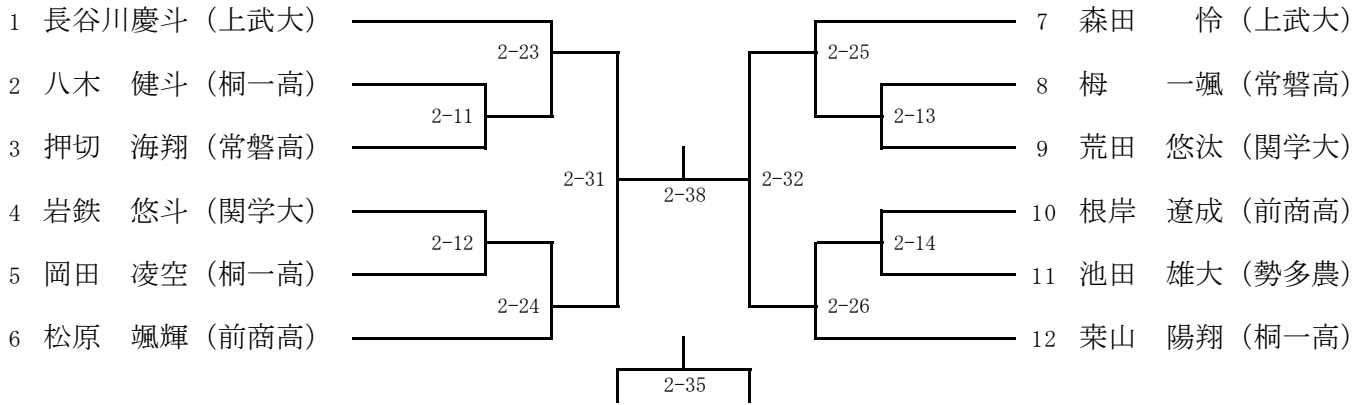 1 長谷川慶斗（上武大）
2 八木　健斗（桐一高）
3 押切　海翔（常磐高）
4 岩鉄　悠斗（関学大）
5 岡田　凌空（桐一高）
6 松原　颯輝（前商高）
2-23
2-11
2-31
2-12
2-24
2-38
2-35
2-25
2-13
2-32
2-14
2-26
7 森田　　怜（上武大）
8 栂　　一颯（常磐高）
9 荒田　悠汰（関学大）
10 根岸　遼成（前商高）
11 池田　雄大（勢多農）
12 桒山　陽翔（桐一高）